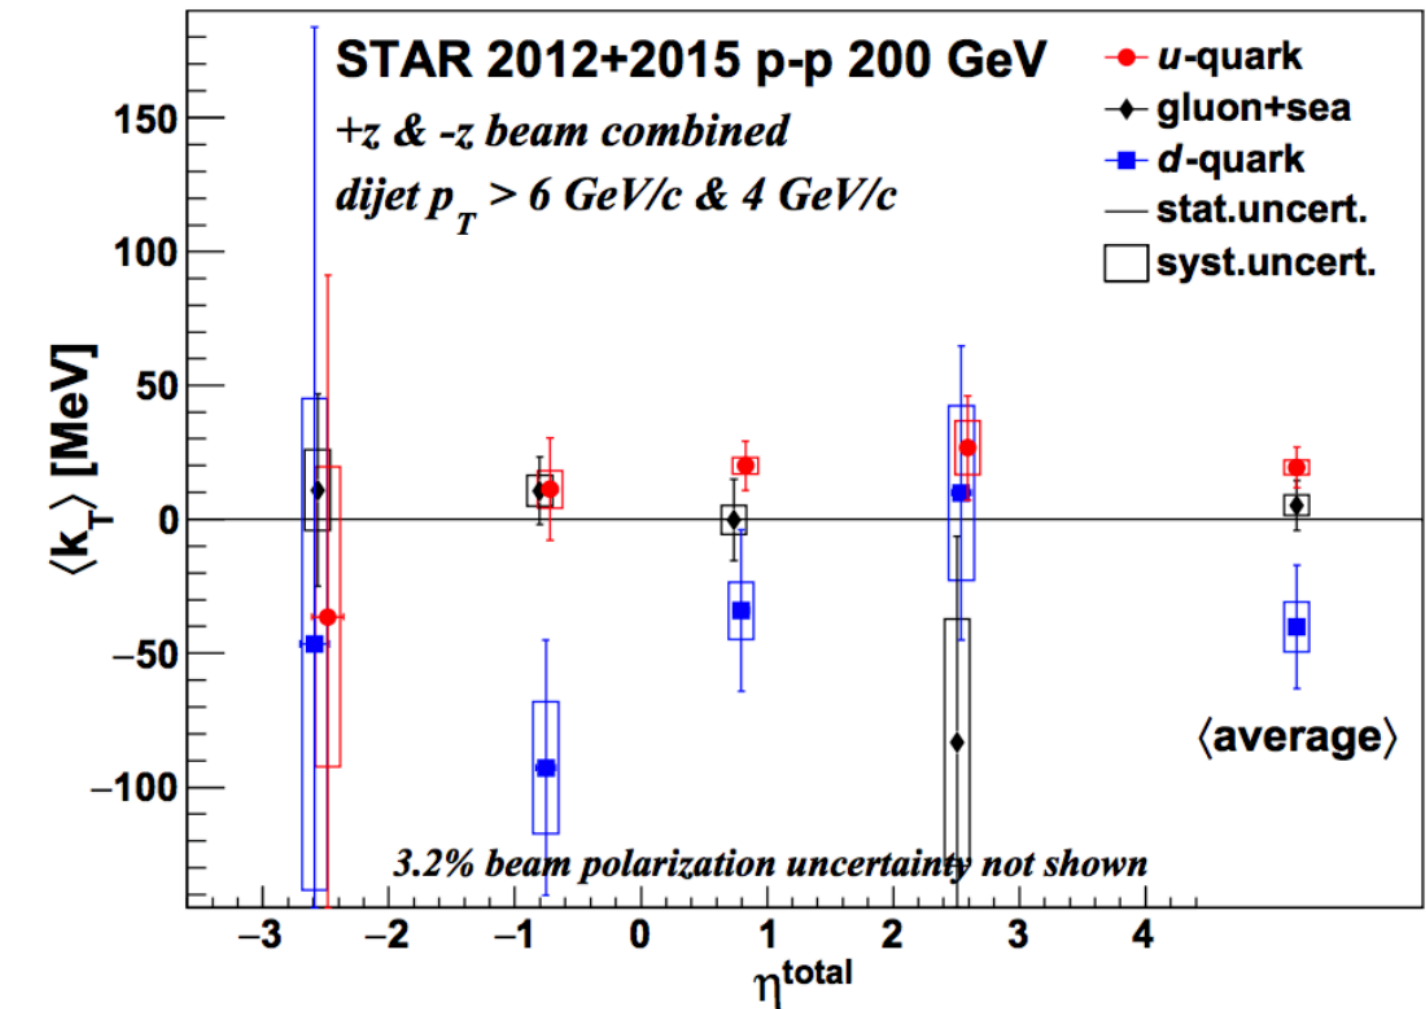 STAR 2012+2015 p-p 200 GeV
+z & -z beam combined
dijet p_T > 6 GeV/c & 4 GeV/c
u-quark
gluon+sea
d-quark
stat.uncert.
syst.uncert.
⟨k_T⟩ [MeV]
150
100
50
0
−50
−100
⟨average⟩
3.2% beam polarization uncertainty not shown
−3 −2 −1 0 1 2 3 4
η^total